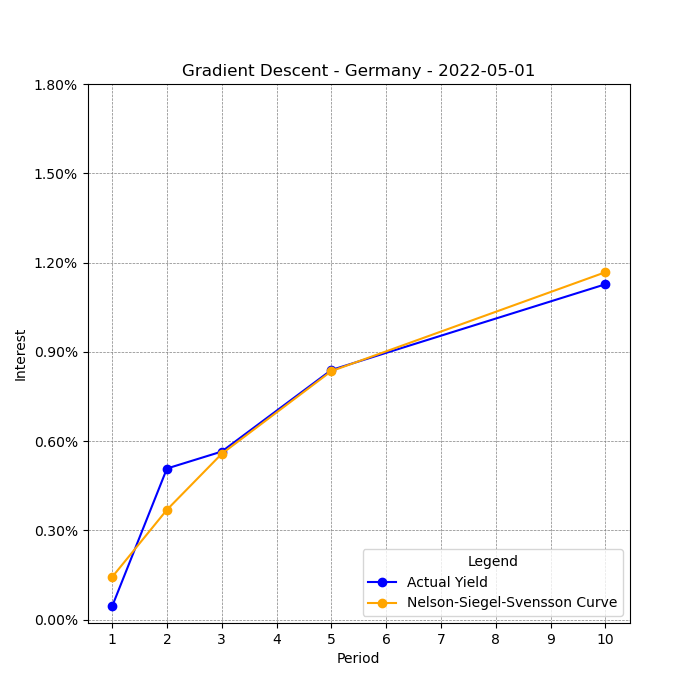 Gradient Descent - Germany - 2022-05-01
1.80%
1.50%
1.20%
0.90%
0.60%
0.30%
0.00%
Interest
Legend
Actual Yield
Nelson-Siegel-Svensson Curve
1 2 3 4 5 6 7 8 9 10
Period